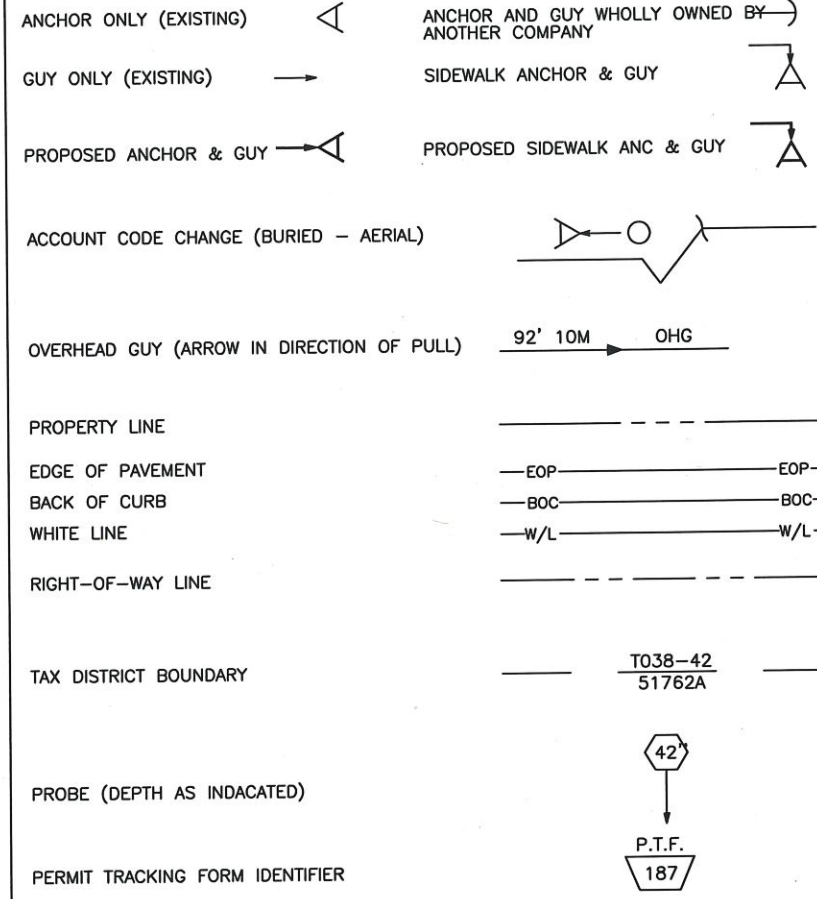 ANCHOR ONLY (EXISTING)
ANCHOR AND GUY WHOLLY OWNED BY
ANOTHER COMPANY
GUY ONLY (EXISTING)
SIDEWALK ANCHOR & GUY
PROPOSED ANCHOR & GUY
PROPOSED SIDEWALK ANC & GUY
ACCOUNT CODE CHANGE (BURIED – AERIAL)
OVERHEAD GUY (ARROW IN DIRECTION OF PULL)
92' 10M OHG
PROPERTY LINE
EDGE OF PAVEMENT
EOP EOP
BACK OF CURB
BOC BOC
WHITE LINE
W/L W/L
RIGHT–OF–WAY LINE
TAX DISTRICT BOUNDARY
T038–42
51762A
PROBE (DEPTH AS INDACATED)
42"
PERMIT TRACKING FORM IDENTIFIER
P.T.F.
187